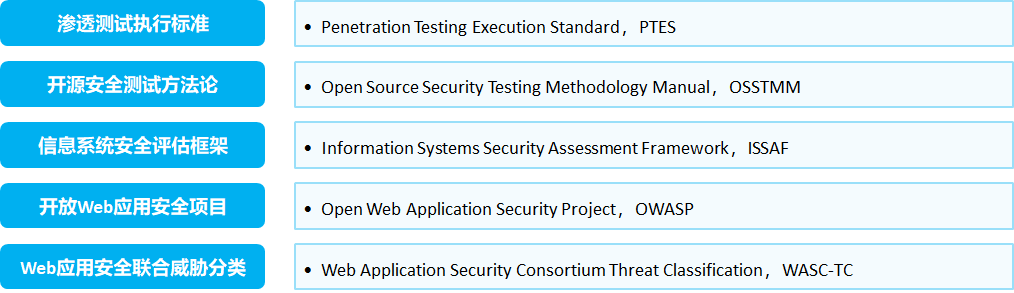 渗透测试执行标准
• Penetration Testing Execution Standard，PTES
开源安全测试方法论
• Open Source Security Testing Methodology Manual，OSSTMM
信息系统安全评估框架
• Information Systems Security Assessment Framework，ISSAF
开放Web应用安全项目
• Open Web Application Security Project，OWASP
Web应用安全联合威胁分类
• Web Application Security Consortium Threat Classification，WASC-TC